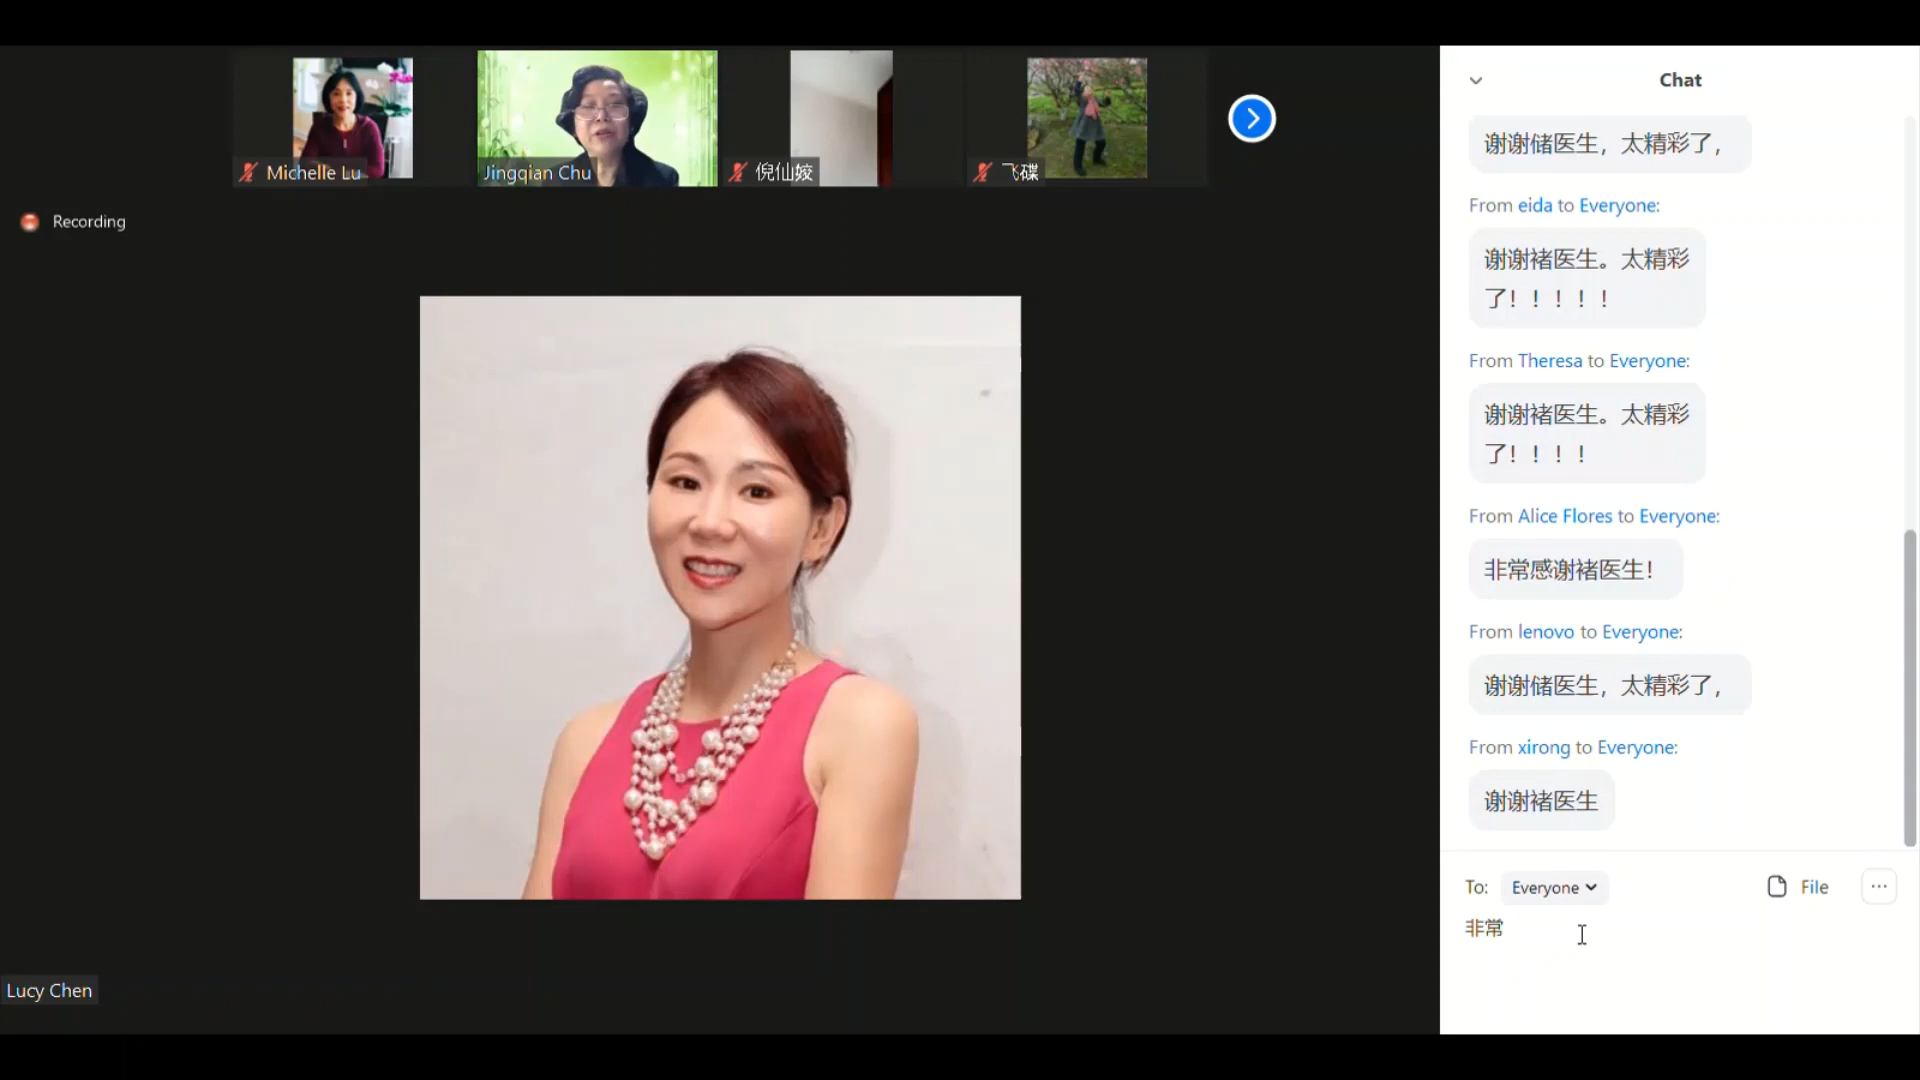 Michelle Lu
Jingqian Chu
倪仙姣
飞碟
Recording
Lucy Chen
Chat
谢谢储医生，太精彩了，
From eida to Everyone:
谢谢褚医生。太精彩
了！！！！！
From Theresa to Everyone:
谢谢褚医生。太精彩
了！！！！
From Alice Flores to Everyone:
非常感谢褚医生！
From lenovo to Everyone:
谢谢储医生，太精彩了，
From xirong to Everyone:
谢谢褚医生
To: Everyone
File
非常